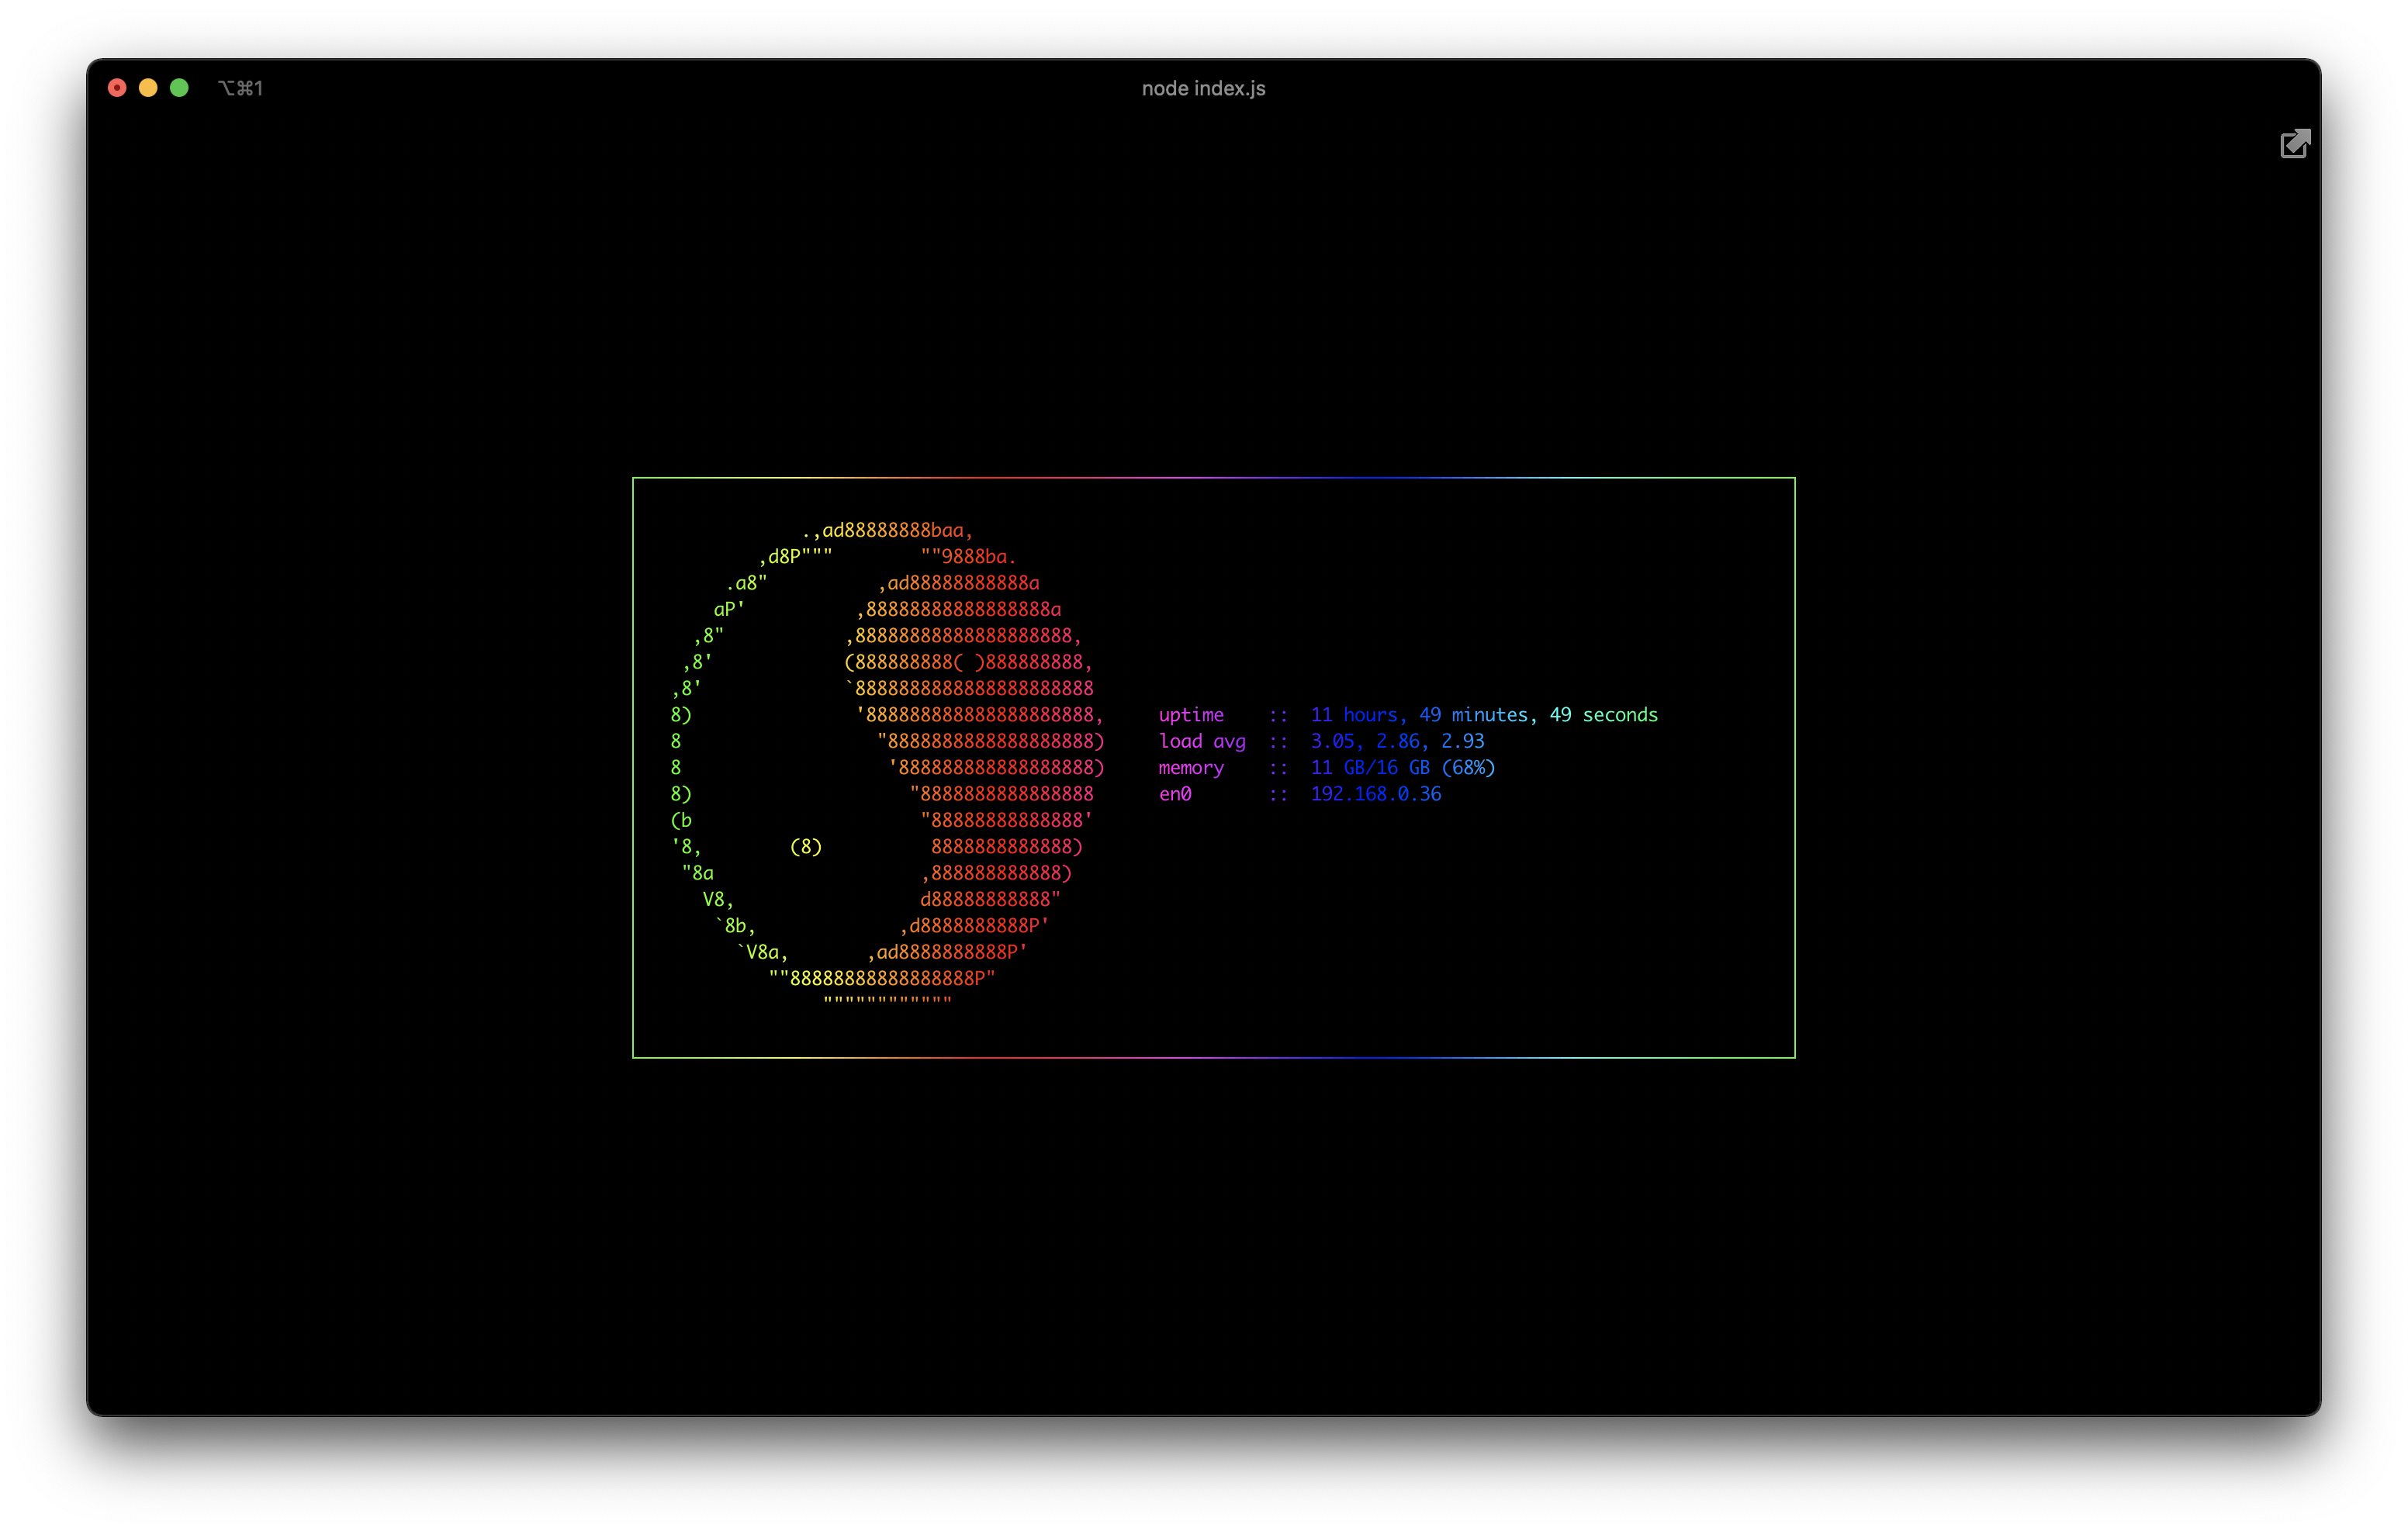 ⌥⌘1
node index.js
.,ad88888888baa,
,d8P"""        ""9888ba.
.a8"          ,ad88888888888a
aP'          ,88888888888888888a
,8"           ,88888888888888888888,
,8'            (888888888( )888888888,
,8'             `8888888888888888888888
8)               '888888888888888888888,
8                  "8888888888888888888)
8                   '888888888888888888)
8)                    "8888888888888888
(b                     "88888888888888'
'8,        (8)          8888888888888)
"8a                   ,888888888888)
V8,                 d88888888888"
`8b,             ,d8888888888P'
`V8a,       ,ad8888888888P'
""88888888888888888P"
""""""""""""
uptime :: 11 hours, 49 minutes, 49 seconds
load avg :: 3.05, 2.86, 2.93
memory :: 11 GB/16 GB (68%)
en0 :: 192.168.0.36